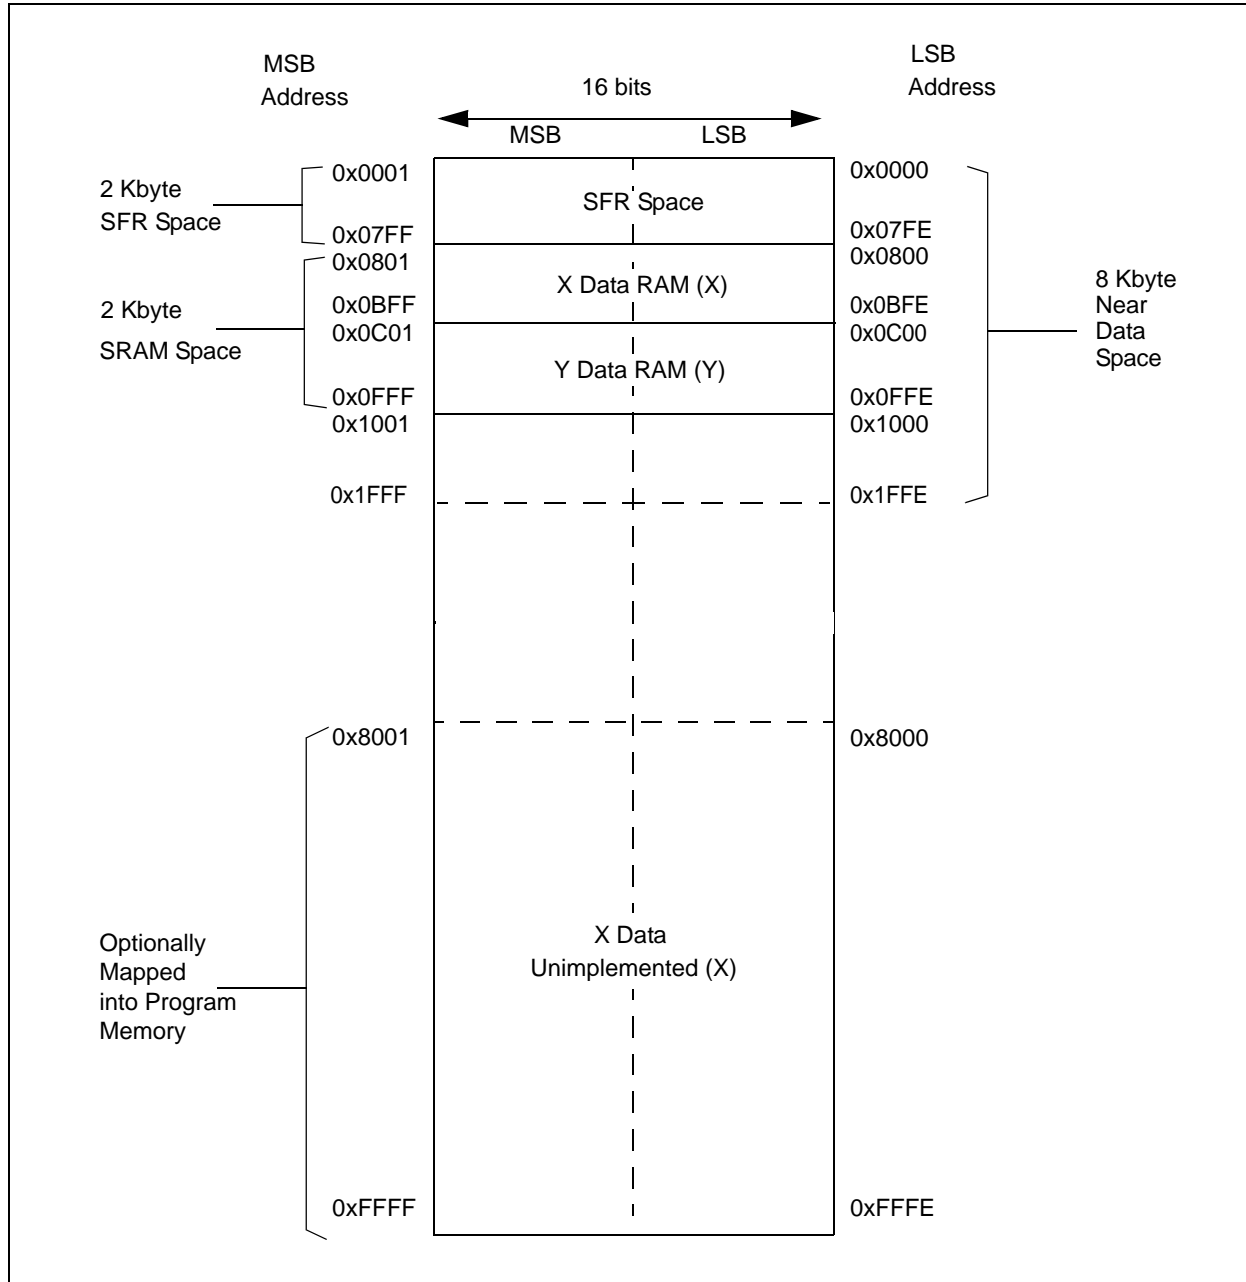 MSB
Address
LSB
Address
16 bits
MSB
LSB
0x0001
0x0000
2 Kbyte
SFR Space
SFR Space
0x07FF
0x07FE
0x0801
0x0800
2 Kbyte
SRAM Space
X Data RAM (X)
0x0BFF
0x0BFE
0x0C01
0x0C00
8 Kbyte
Near
Data
Space
Y Data RAM (Y)
0x0FFF
0x0FFE
0x1001
0x1000
0x1FFF
0x1FFE
0x8001
0x8000
Optionally
Mapped
into Program
Memory
X Data
Unimplemented (X)
0xFFFF
0xFFFE